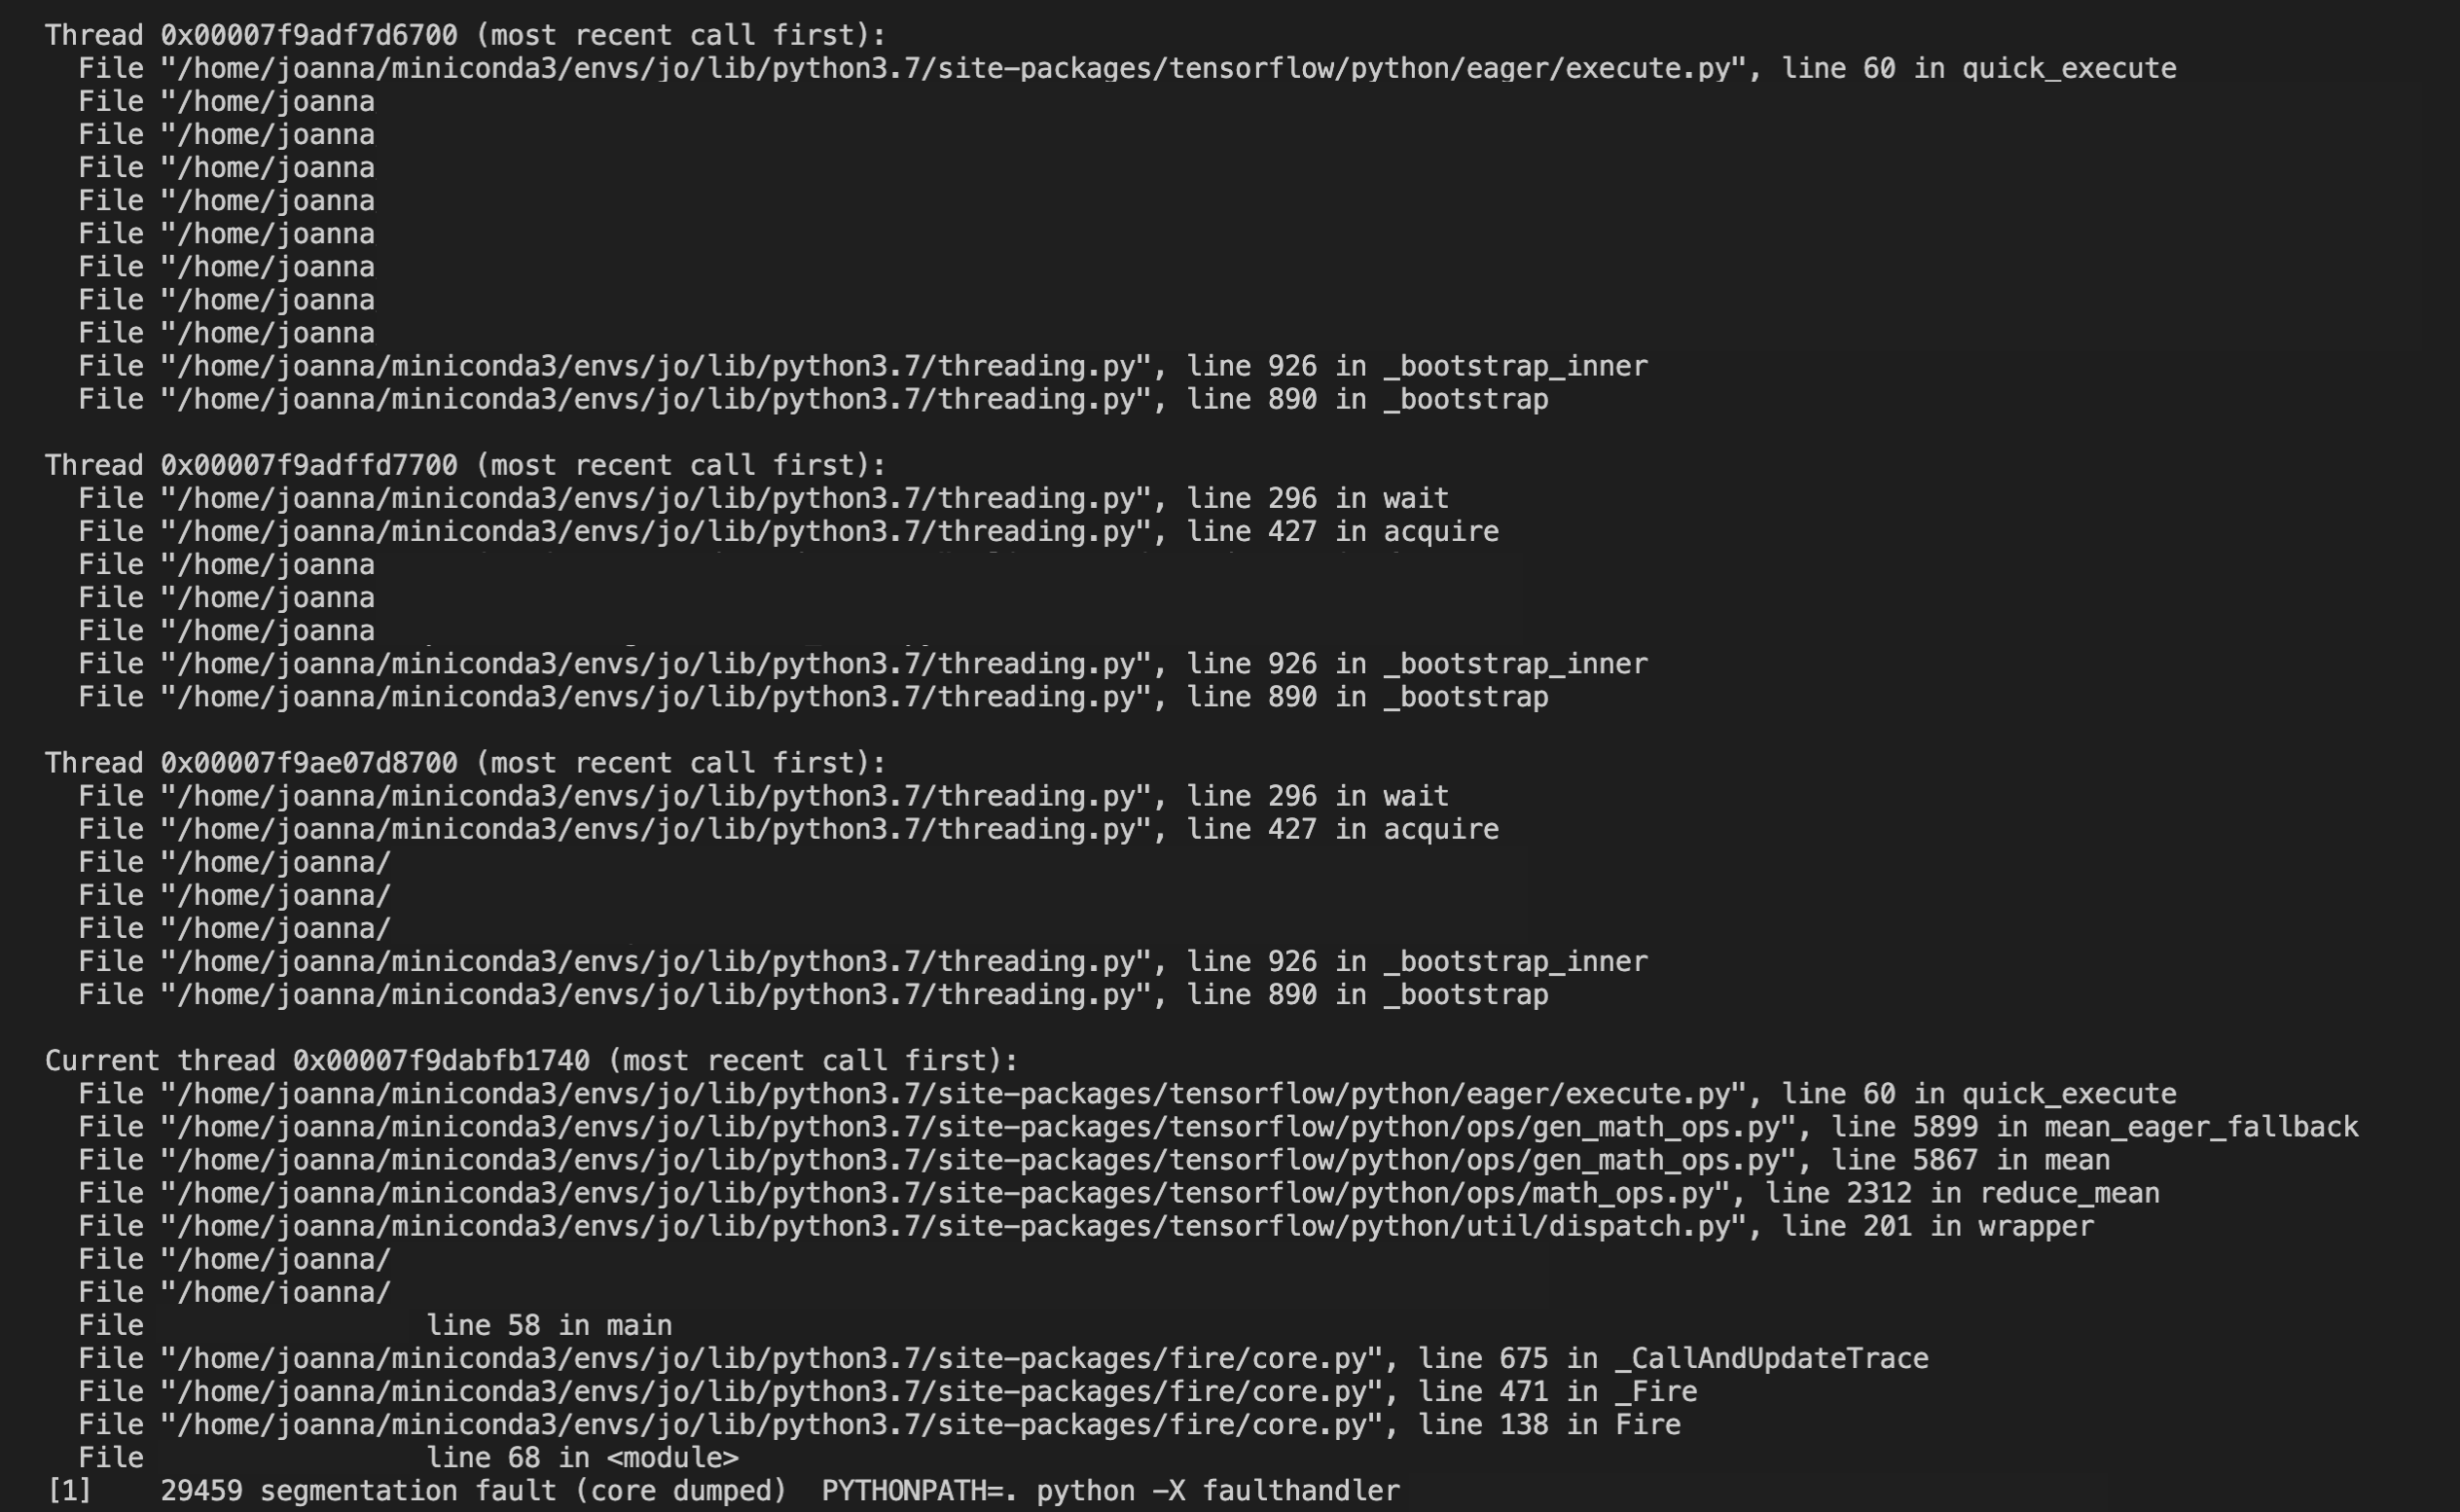 Thread 0x00007f9adf7d6700 (most recent call first):
  File "/home/joanna/miniconda3/envs/jo/lib/python3.7/site-packages/tensorflow/python/eager/execute.py", line 60 in quick_execute
  File "/home/joanna
  File "/home/joanna
  File "/home/joanna
  File "/home/joanna
  File "/home/joanna
  File "/home/joanna
  File "/home/joanna
  File "/home/joanna
  File "/home/joanna/miniconda3/envs/jo/lib/python3.7/threading.py", line 926 in _bootstrap_inner
  File "/home/joanna/miniconda3/envs/jo/lib/python3.7/threading.py", line 890 in _bootstrap

Thread 0x00007f9adffd7700 (most recent call first):
  File "/home/joanna/miniconda3/envs/jo/lib/python3.7/threading.py", line 296 in wait
  File "/home/joanna/miniconda3/envs/jo/lib/python3.7/threading.py", line 427 in acquire
  File "/home/joanna
  File "/home/joanna
  File "/home/joanna
  File "/home/joanna/miniconda3/envs/jo/lib/python3.7/threading.py", line 926 in _bootstrap_inner
  File "/home/joanna/miniconda3/envs/jo/lib/python3.7/threading.py", line 890 in _bootstrap

Thread 0x00007f9ae07d8700 (most recent call first):
  File "/home/joanna/miniconda3/envs/jo/lib/python3.7/threading.py", line 296 in wait
  File "/home/joanna/miniconda3/envs/jo/lib/python3.7/threading.py", line 427 in acquire
  File "/home/joanna/
  File "/home/joanna/
  File "/home/joanna/
  File "/home/joanna/miniconda3/envs/jo/lib/python3.7/threading.py", line 926 in _bootstrap_inner
  File "/home/joanna/miniconda3/envs/jo/lib/python3.7/threading.py", line 890 in _bootstrap

Current thread 0x00007f9dabfb1740 (most recent call first):
  File "/home/joanna/miniconda3/envs/jo/lib/python3.7/site-packages/tensorflow/python/eager/execute.py", line 60 in quick_execute
  File "/home/joanna/miniconda3/envs/jo/lib/python3.7/site-packages/tensorflow/python/ops/gen_math_ops.py", line 5899 in mean_eager_fallback
  File "/home/joanna/miniconda3/envs/jo/lib/python3.7/site-packages/tensorflow/python/ops/gen_math_ops.py", line 5867 in mean
  File "/home/joanna/miniconda3/envs/jo/lib/python3.7/site-packages/tensorflow/python/ops/math_ops.py", line 2312 in reduce_mean
  File "/home/joanna/miniconda3/envs/jo/lib/python3.7/site-packages/tensorflow/python/util/dispatch.py", line 201 in wrapper
  File "/home/joanna/
  File "/home/joanna/
  File line 58 in main
  File "/home/joanna/miniconda3/envs/jo/lib/python3.7/site-packages/fire/core.py", line 675 in _CallAndUpdateTrace
  File "/home/joanna/miniconda3/envs/jo/lib/python3.7/site-packages/fire/core.py", line 471 in _Fire
  File "/home/joanna/miniconda3/envs/jo/lib/python3.7/site-packages/fire/core.py", line 138 in Fire
  File line 68 in <module>
[1]    29459 segmentation fault (core dumped)  PYTHONPATH=. python -X faulthandler